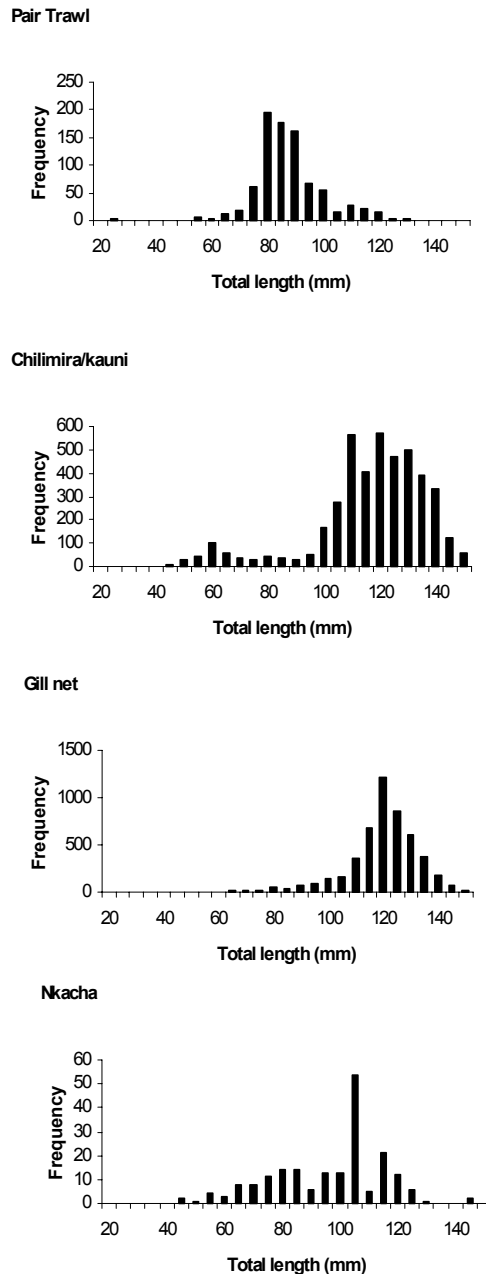 Pair Trawl
250
200
150
100
50
0
Frequency
20 40 60 80 100 120 140
Total length (mm)
Chilimira/kauni
600
500
400
300
200
100
0
Frequency
20 40 60 80 100 120 140
Total length (mm)
Gill net
1500
1000
500
0
Frequency
20 40 60 80 100 120 140
Total length (mm)
Nkacha
60
50
40
30
20
10
0
Frequency
20 40 60 80 100 120 140
Total length (mm)